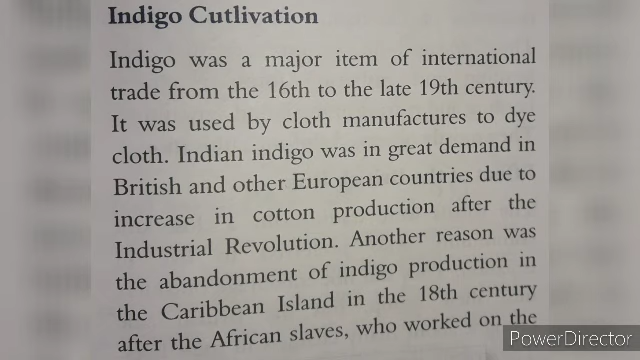 Indigo Cutlivation
Indigo was a major item of international
trade from the 16th to the late 19th century.
It was used by cloth manufactures to dye
cloth. Indian indigo was in great demand in
British and other European countries due to
increase in cotton production after the
Industrial Revolution. Another reason was
the abandonment of indigo production in
the Caribbean Island in the 18th century
after the African slaves, who worked on the
PowerDirector